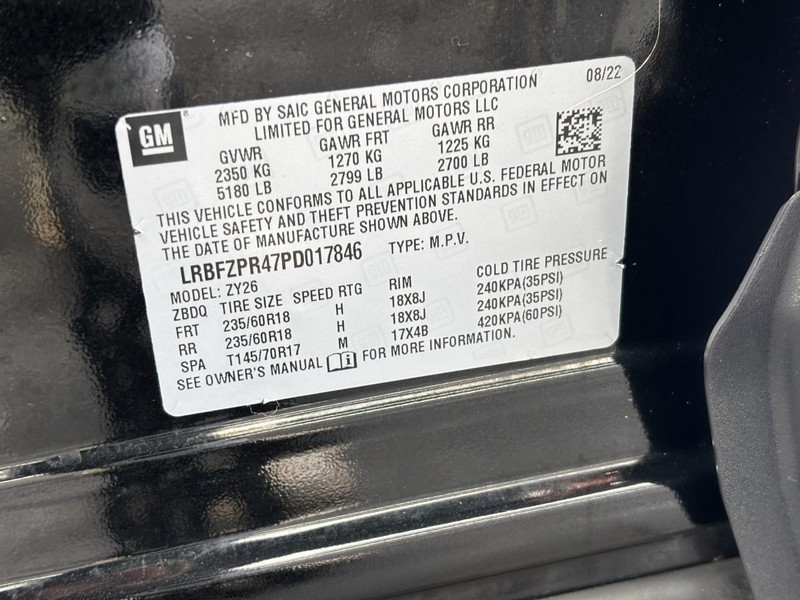 GM
MFD BY SAIC GENERAL MOTORS CORPORATION 08/22
LIMITED FOR GENERAL MOTORS LLC
GVWR GAWR FRT GAWR RR
2350 KG 1270 KG 1225 KG
5180 LB 2799 LB 2700 LB
THIS VEHICLE CONFORMS TO ALL APPLICABLE U.S. FEDERAL MOTOR
VEHICLE SAFETY AND THEFT PREVENTION STANDARDS IN EFFECT ON
THE DATE OF MANUFACTURE SHOWN ABOVE.
LRBFZPR47PD017846 TYPE: M.P.V.
MODEL: ZY26
ZBDQ TIRE SIZE SPEED RTG RIM COLD TIRE PRESSURE
FRT 235/60R18 H 18X8J 240KPA(35PSI)
RR 235/60R18 H 18X8J 240KPA(35PSI)
SPA T145/70R17 M 17X4B 420KPA(60PSI)
SEE OWNER'S MANUAL FOR MORE INFORMATION.